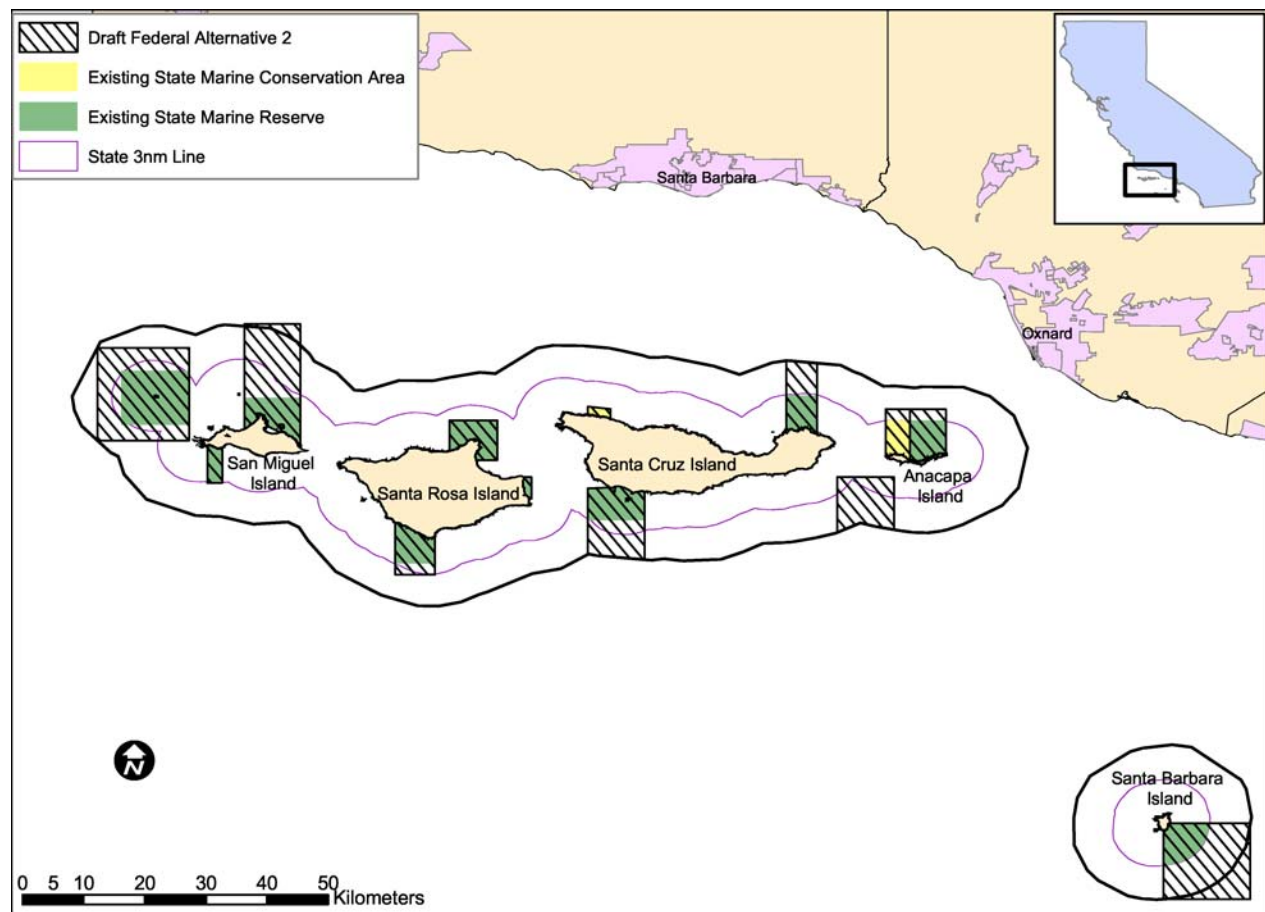 Draft Federal Alternative 2
Existing State Marine Conservation Area
Existing State Marine Reserve
State 3nm Line
Santa Barbara
Oxnard
San Miguel
Island
Santa Rosa Island
Santa Cruz Island
Anacapa
Island
Santa Barbara
Island
N
0 5 10 20 30 40 50
Kilometers